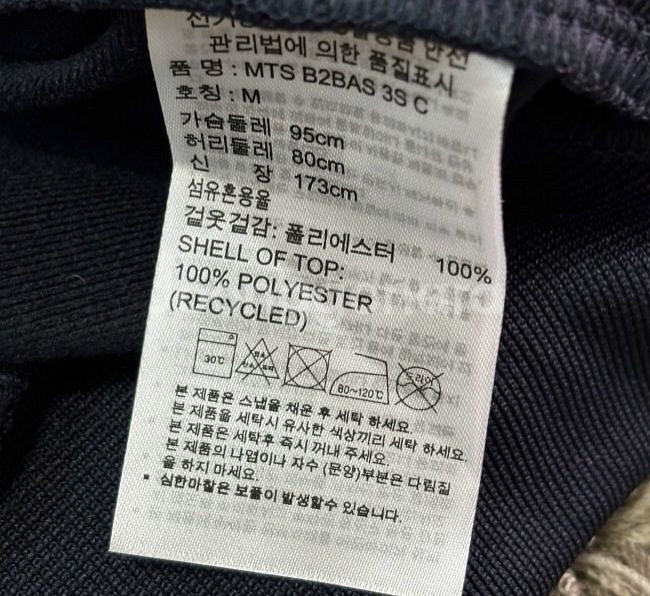 관리법에 의한 품질표시
품 명 : MTS B2BAS 3S C
호칭 : M
가슴둘레 95cm
허리둘레 80cm
신 장 173cm
섬유혼용율
겉옷겉감: 폴리에스터 100%
SHELL OF TOP:
100% POLYESTER
(RECYCLED)
30℃ 80~120℃ 드라이
본 제품은 스냅을 채운 후 세탁 하세요.
본 제품을 세탁시 유사한 색상끼리 세탁 하세요.
본 제품은 세탁후 즉시 꺼내 주세요.
본 제품의 나염이나 자수 (문양)부분은 다림질
을 하지 마세요.
▪ 심한마찰은 보풀이 발생할수 있습니다.